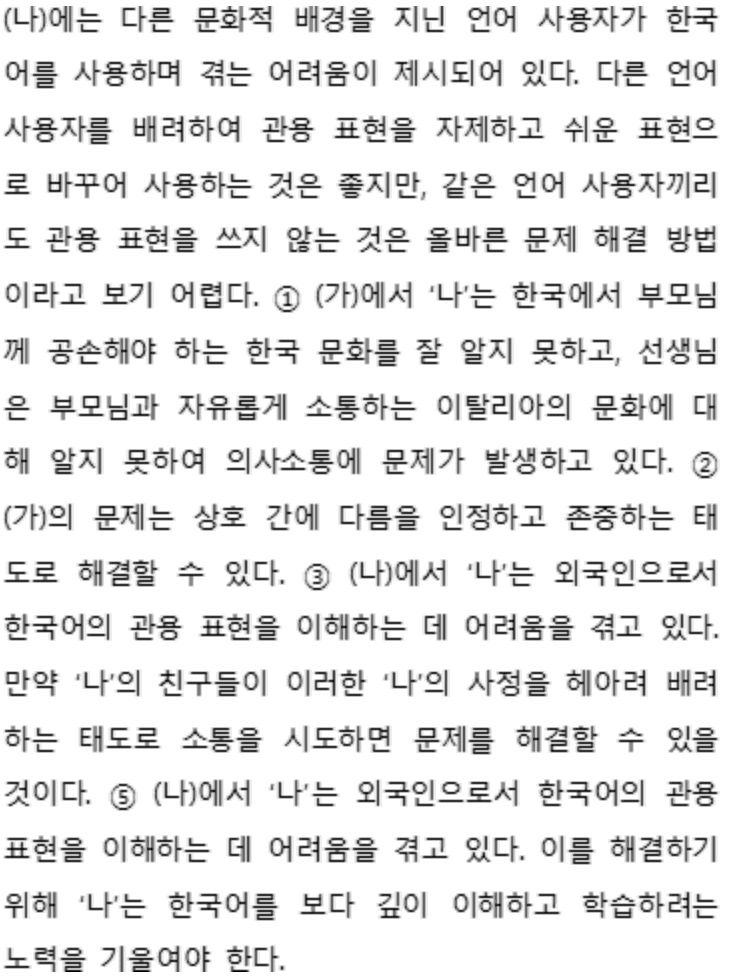 (나)에는 다른 문화적 배경을 지닌 언어 사용자가 한국
어를 사용하며 겪는 어려움이 제시되어 있다. 다른 언어
사용자를 배려하여 관용 표현을 자제하고 쉬운 표현으
로 바꾸어 사용하는 것은 좋지만, 같은 언어 사용자끼리
도 관용 표현을 쓰지 않는 것은 올바른 문제 해결 방법
이라고 보기 어렵다. ① (가)에서 ‘나’는 한국에서 부모님
께 공손해야 하는 한국 문화를 잘 알지 못하고, 선생님
은 부모님과 자유롭게 소통하는 이탈리아의 문화에 대
해 알지 못하여 의사소통에 문제가 발생하고 있다. ②
(가)의 문제는 상호 간에 다름을 인정하고 존중하는 태
도로 해결할 수 있다. ③ (나)에서 ‘나’는 외국인으로서
한국어의 관용 표현을 이해하는 데 어려움을 겪고 있다.
만약 ‘나’의 친구들이 이러한 ‘나’의 사정을 헤아려 배려
하는 태도로 소통을 시도하면 문제를 해결할 수 있을
것이다. ⑤ (나)에서 ‘나’는 외국인으로서 한국어의 관용
표현을 이해하는 데 어려움을 겪고 있다. 이를 해결하기
위해 ‘나’는 한국어를 보다 깊이 이해하고 학습하려는
노력을 기울여야 한다.